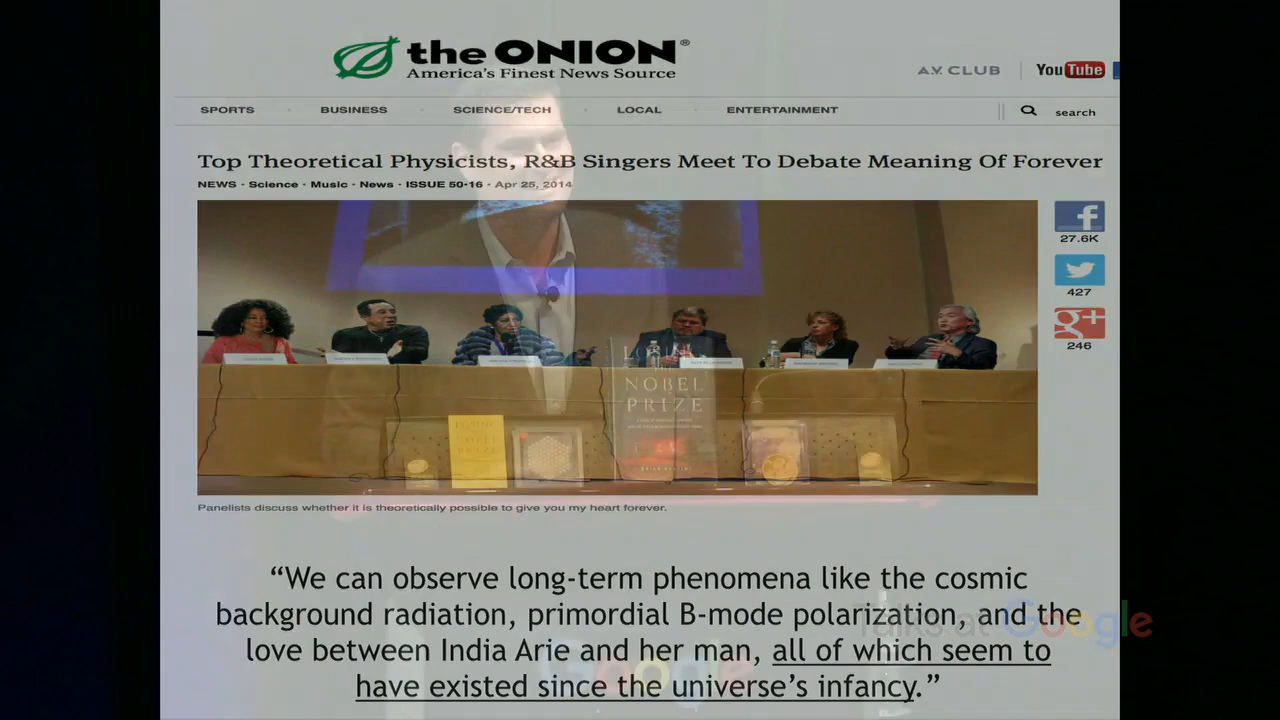 the ONION®
America's Finest News Source
A.V. CLUB
YouTube
SPORTS · BUSINESS · SCIENCE/TECH · LOCAL · ENTERTAINMENT
search
Top Theoretical Physicists, R&B Singers Meet To Debate Meaning Of Forever
NEWS · Science · Music · News · ISSUE 50·16 · Apr 25, 2014
27.6K
427
g+
246
NOBEL
PRIZE
Panelists discuss whether it is theoretically possible to give you my heart forever.
“We can observe long-term phenomena like the cosmic
background radiation, primordial B-mode polarization, and the
love between India Arie and her man, all of which seem to
have existed since the universe’s infancy.”
Talks at Google
Google